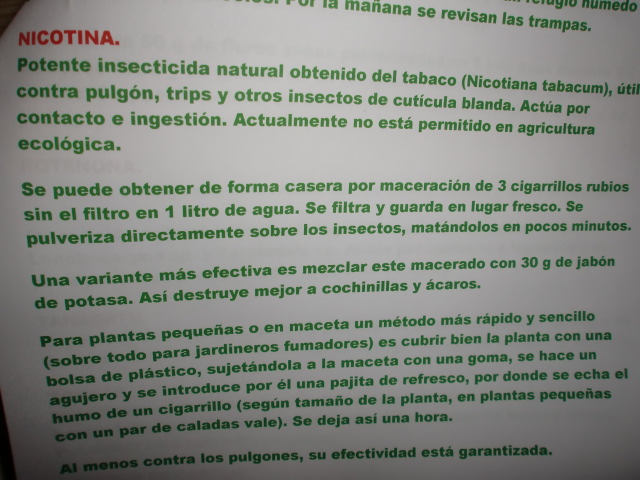 refugio húmedo
Por la mañana se revisan las trampas.
NICOTINA.
Potente insecticida natural obtenido del tabaco (Nicotiana tabacum), útil
contra pulgón, trips y otros insectos de cutícula blanda. Actúa por
contacto e ingestión. Actualmente no está permitido en agricultura
ecológica.
Se puede obtener de forma casera por maceración de 3 cigarrillos rubios
sin el filtro en 1 litro de agua. Se filtra y guarda en lugar fresco. Se
pulveriza directamente sobre los insectos, matándolos en pocos minutos.
Una variante más efectiva es mezclar este macerado con 30 g de jabón
de potasa. Así destruye mejor a cochinillas y ácaros.
Para plantas pequeñas o en maceta un método más rápido y sencillo
(sobre todo para jardineros fumadores) es cubrir bien la planta con una
bolsa de plástico, sujetándola a la maceta con una goma, se hace un
agujero y se introduce por él una pajita de refresco, por donde se echa el
humo de un cigarrillo (según tamaño de la planta, en plantas pequeñas
con un par de caladas vale). Se deja así una hora.
Al menos contra los pulgones, su efectividad está garantizada.